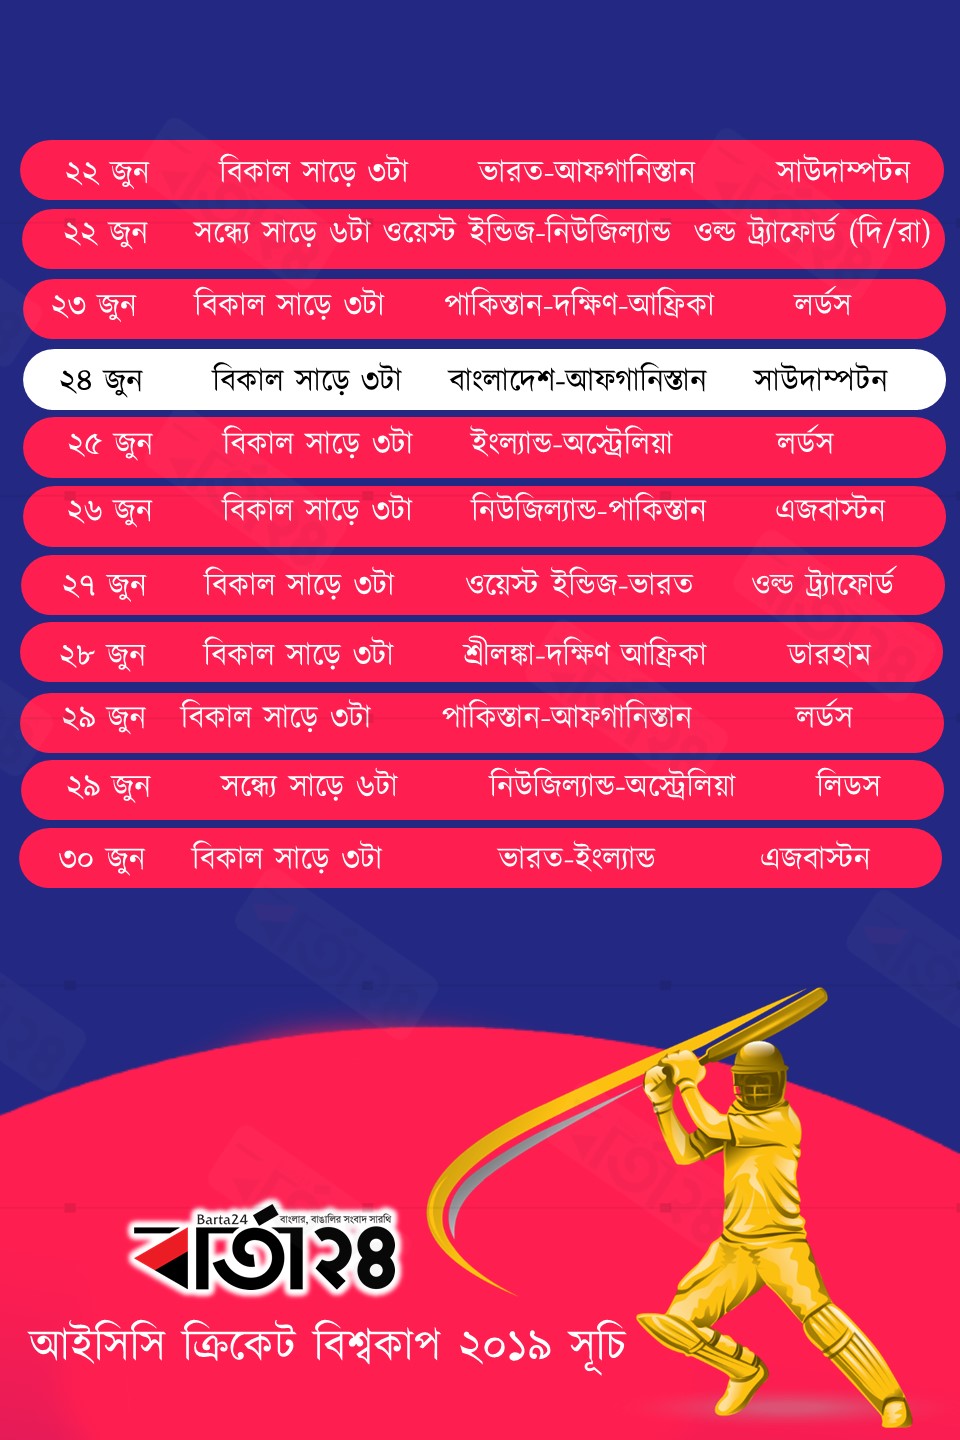 ২২ জুন বিকাল সাড়ে ৩টা ভারত-আফগানিস্তান সাউদাম্পটন
২২ জুন সন্ধ্যে সাড়ে ৬টা ওয়েস্ট ইন্ডিজ-নিউজিল্যান্ড ওল্ড ট্র্যাফোর্ড (দি/রা)
২৩ জুন বিকাল সাড়ে ৩টা পাকিস্তান-দক্ষিণ-আফ্রিকা লর্ডস
২৪ জুন বিকাল সাড়ে ৩টা বাংলাদেশ-আফগানিস্তান সাউদাম্পটন
২৫ জুন বিকাল সাড়ে ৩টা ইংল্যান্ড-অস্ট্রেলিয়া লর্ডস
২৬ জুন বিকাল সাড়ে ৩টা নিউজিল্যান্ড-পাকিস্তান এজবাস্টন
২৭ জুন বিকাল সাড়ে ৩টা ওয়েস্ট ইন্ডিজ-ভারত ওল্ড ট্র্যাফোর্ড
২৮ জুন বিকাল সাড়ে ৩টা শ্রীলঙ্কা-দক্ষিণ আফ্রিকা ডারহাম
২৯ জুন বিকাল সাড়ে ৩টা পাকিস্তান-আফগানিস্তান লর্ডস
২৯ জুন সন্ধ্যে সাড়ে ৬টা নিউজিল্যান্ড-অস্ট্রেলিয়া লিডস
৩০ জুন বিকাল সাড়ে ৩টা ভারত-ইংল্যান্ড এজবাস্টন
Barta24 বাংলার, বাঙালির সংবাদ সারথি
বার্তা২৪
আইসিসি ক্রিকেট বিশ্বকাপ ২০১৯ সূচি